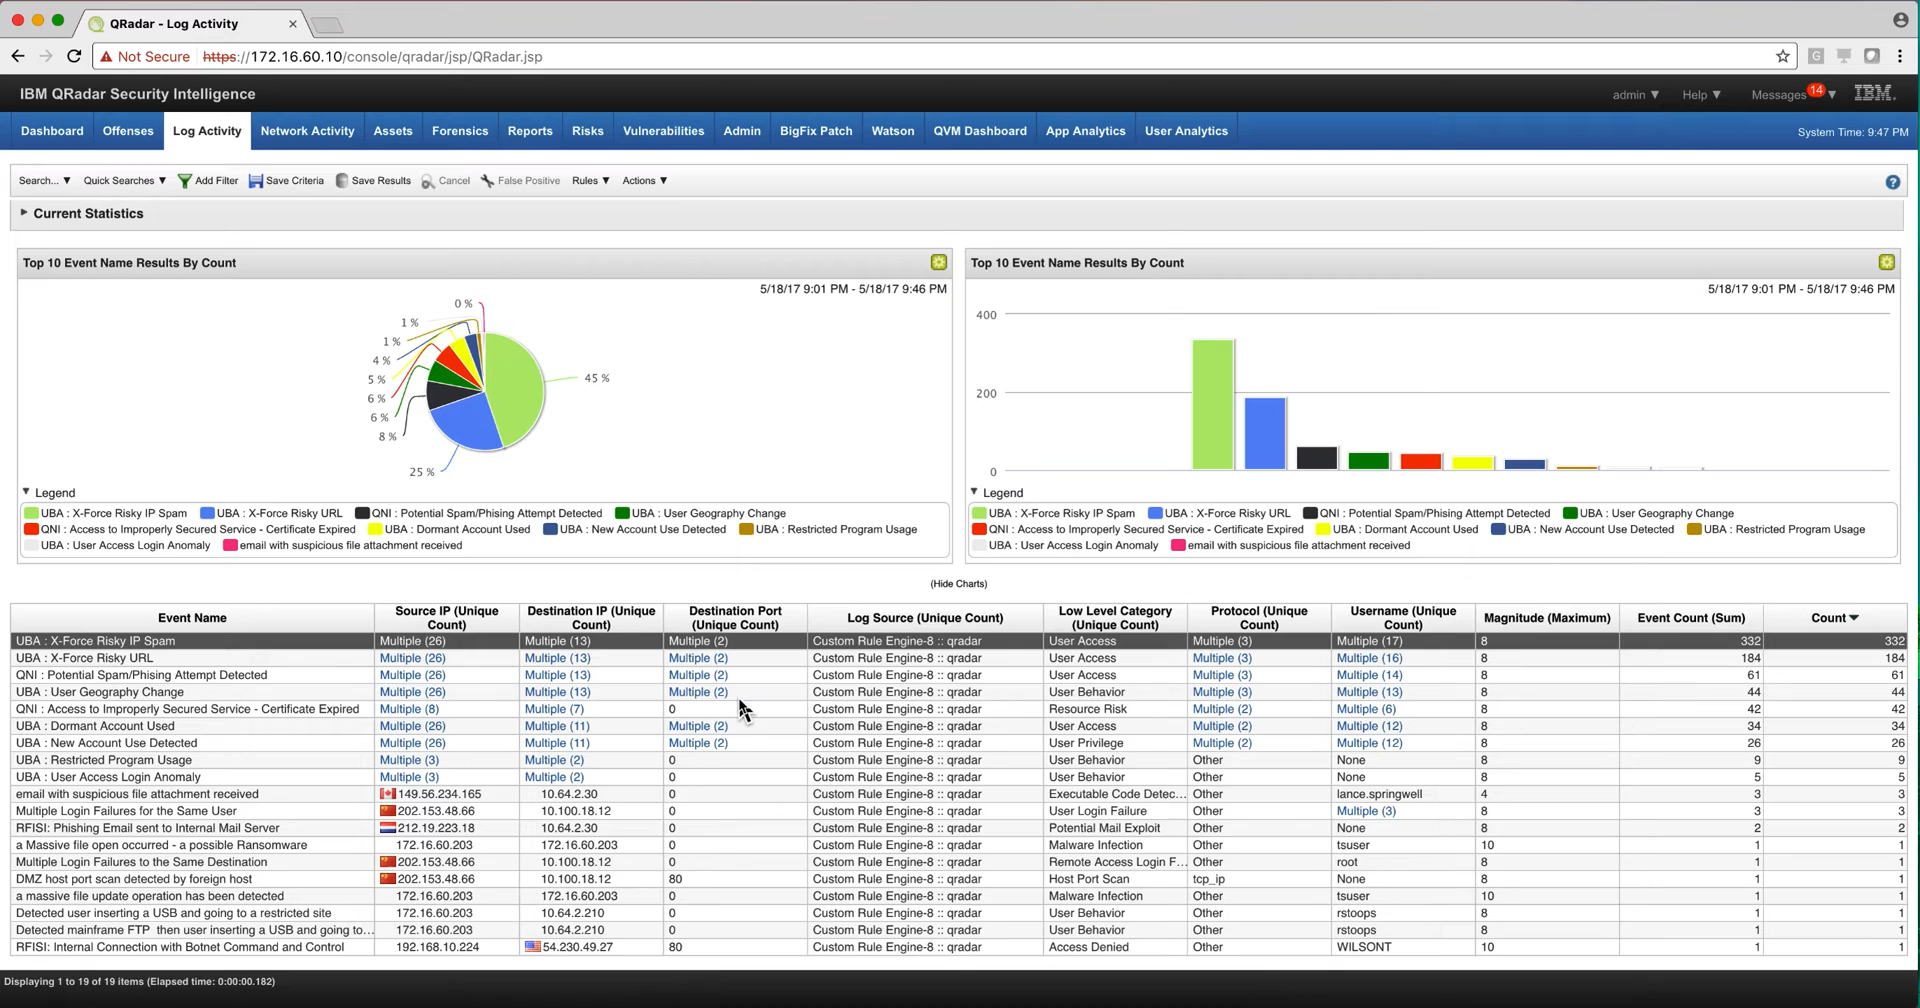 QRadar - Log Activity ×
Not Secure https://172.16.60.10/console/qradar/jsp/QRadar.jsp
IBM QRadar Security Intelligence admin ▼ Help ▼ Messages 14 ▼ IBM.
Dashboard Offenses Log Activity Network Activity Assets Forensics Reports Risks Vulnerabilities Admin BigFix Patch Watson QVM Dashboard App Analytics User Analytics System Time: 9:47 PM
Search... ▼ Quick Searches ▼ Add Filter Save Criteria Save Results Cancel False Positive Rules ▼ Actions ▼ ?
Current Statistics
Top 10 Event Name Results By Count
5/18/17 9:01 PM - 5/18/17 9:46 PM
0 %
1 %
1 %
4 %
5 %
6 %
6 %
8 %
25 %
45 %
▼ Legend
UBA : X-Force Risky IP Spam UBA : X-Force Risky URL QNI : Potential Spam/Phising Attempt Detected UBA : User Geography Change
QNI : Access to Improperly Secured Service - Certificate Expired UBA : Dormant Account Used UBA : New Account Use Detected UBA : Restricted Program Usage
UBA : User Access Login Anomaly email with suspicious file attachment received
Top 10 Event Name Results By Count
5/18/17 9:01 PM - 5/18/17 9:46 PM
400
200
0
▼ Legend
UBA : X-Force Risky IP Spam UBA : X-Force Risky URL QNI : Potential Spam/Phising Attempt Detected UBA : User Geography Change
QNI : Access to Improperly Secured Service - Certificate Expired UBA : Dormant Account Used UBA : New Account Use Detected UBA : Restricted Program Usage
UBA : User Access Login Anomaly email with suspicious file attachment received
(Hide Charts)
Event Name Source IP (Unique Count) Destination IP (Unique Count) Destination Port (Unique Count) Log Source (Unique Count) Low Level Category (Unique Count) Protocol (Unique Count) Username (Unique Count) Magnitude (Maximum) Event Count (Sum) Count ▼
UBA : X-Force Risky IP Spam Multiple (26) Multiple (13) Multiple (2) Custom Rule Engine-8 :: qradar User Access Multiple (3) Multiple (17) 8 332 332
UBA : X-Force Risky URL Multiple (26) Multiple (13) Multiple (2) Custom Rule Engine-8 :: qradar User Access Multiple (3) Multiple (16) 8 184 184
QNI : Potential Spam/Phising Attempt Detected Multiple (26) Multiple (13) Multiple (2) Custom Rule Engine-8 :: qradar User Access Multiple (3) Multiple (14) 8 61 61
UBA : User Geography Change Multiple (26) Multiple (13) Multiple (2) Custom Rule Engine-8 :: qradar User Behavior Multiple (3) Multiple (13) 8 44 44
QNI : Access to Improperly Secured Service - Certificate Expired Multiple (8) Multiple (7) 0 Custom Rule Engine-8 :: qradar Resource Risk Multiple (2) Multiple (6) 8 42 42
UBA : Dormant Account Used Multiple (26) Multiple (11) Multiple (2) Custom Rule Engine-8 :: qradar User Access Multiple (2) Multiple (12) 8 34 34
UBA : New Account Use Detected Multiple (26) Multiple (11) Multiple (2) Custom Rule Engine-8 :: qradar User Privilege Multiple (2) Multiple (12) 8 26 26
UBA : Restricted Program Usage Multiple (3) Multiple (2) 0 Custom Rule Engine-8 :: qradar User Behavior Other None 8 9 9
UBA : User Access Login Anomaly Multiple (3) Multiple (2) 0 Custom Rule Engine-8 :: qradar User Behavior Other None 8 5 5
email with suspicious file attachment received 149.56.234.165 10.64.2.30 0 Custom Rule Engine-8 :: qradar Executable Code Detec... Other lance.springwell 4 3 3
Multiple Login Failures for the Same User 202.153.48.66 10.100.18.12 0 Custom Rule Engine-8 :: qradar User Login Failure Other Multiple (3) 8 3 3
RFISI: Phishing Email sent to Internal Mail Server 212.19.223.18 10.64.2.30 0 Custom Rule Engine-8 :: qradar Potential Mail Exploit Other None 8 2 2
a Massive file open occurred - a possible Ransomware 172.16.60.203 172.16.60.203 0 Custom Rule Engine-8 :: qradar Malware Infection Other tsuser 10 1 1
Multiple Login Failures to the Same Destination 202.153.48.66 10.100.18.12 0 Custom Rule Engine-8 :: qradar Remote Access Login F... Other root 8 1 1
DMZ host port scan detected by foreign host 202.153.48.66 10.100.18.12 80 Custom Rule Engine-8 :: qradar Host Port Scan tcp_ip None 8 1 1
a massive file update operation has been detected 172.16.60.203 172.16.60.203 0 Custom Rule Engine-8 :: qradar Malware Infection Other tsuser 10 1 1
Detected user inserting a USB and going to a restricted site 172.16.60.203 10.64.2.210 0 Custom Rule Engine-8 :: qradar User Behavior Other rstoops 8 1 1
Detected mainframe FTP then user inserting a USB and going to... 172.16.60.203 10.64.2.210 0 Custom Rule Engine-8 :: qradar User Behavior Other rstoops 8 1 1
RFISI: Internal Connection with Botnet Command and Control 192.168.10.224 54.230.49.27 80 Custom Rule Engine-8 :: qradar Access Denied Other WILSONT 10 1 1
Displaying 1 to 19 of 19 items (Elapsed time: 0:00:00.182)